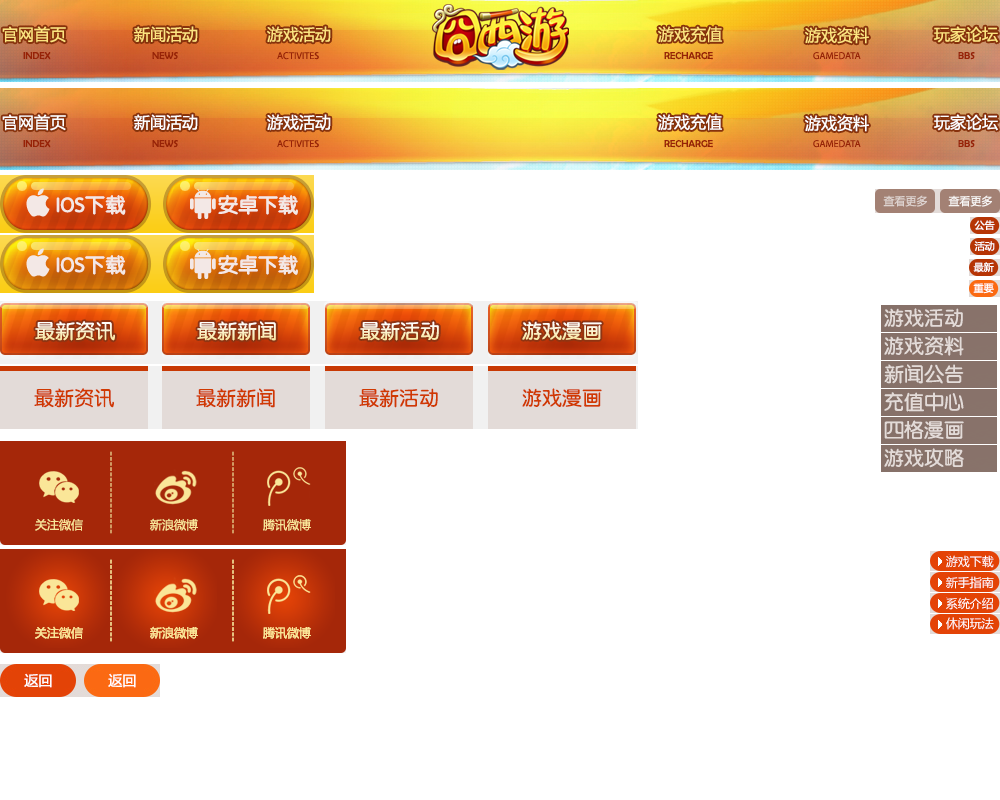 官网首页 新闻活动 游戏活动 囧西游 游戏充值 游戏资料 玩家论坛
INDEX NEWS ACTIVITES RECHARGE GAMEDATA BBS
官网首页 新闻活动 游戏活动 游戏充值 游戏资料 玩家论坛
INDEX NEWS ACTIVITES RECHARGE GAMEDATA BBS
IOS下载 安卓下载
查看更多 查看更多
公告
活动
IOS下载 安卓下载
最新
重要
最新资讯 最新新闻 最新活动 游戏漫画
最新资讯 最新新闻 最新活动 游戏漫画
游戏活动
游戏资料
新闻公告
充值中心
四格漫画
游戏攻略
关注微信 新浪微博 腾讯微博
关注微信 新浪微博 腾讯微博
游戏下载
新手指南
系统介绍
休闲玩法
返回 返回